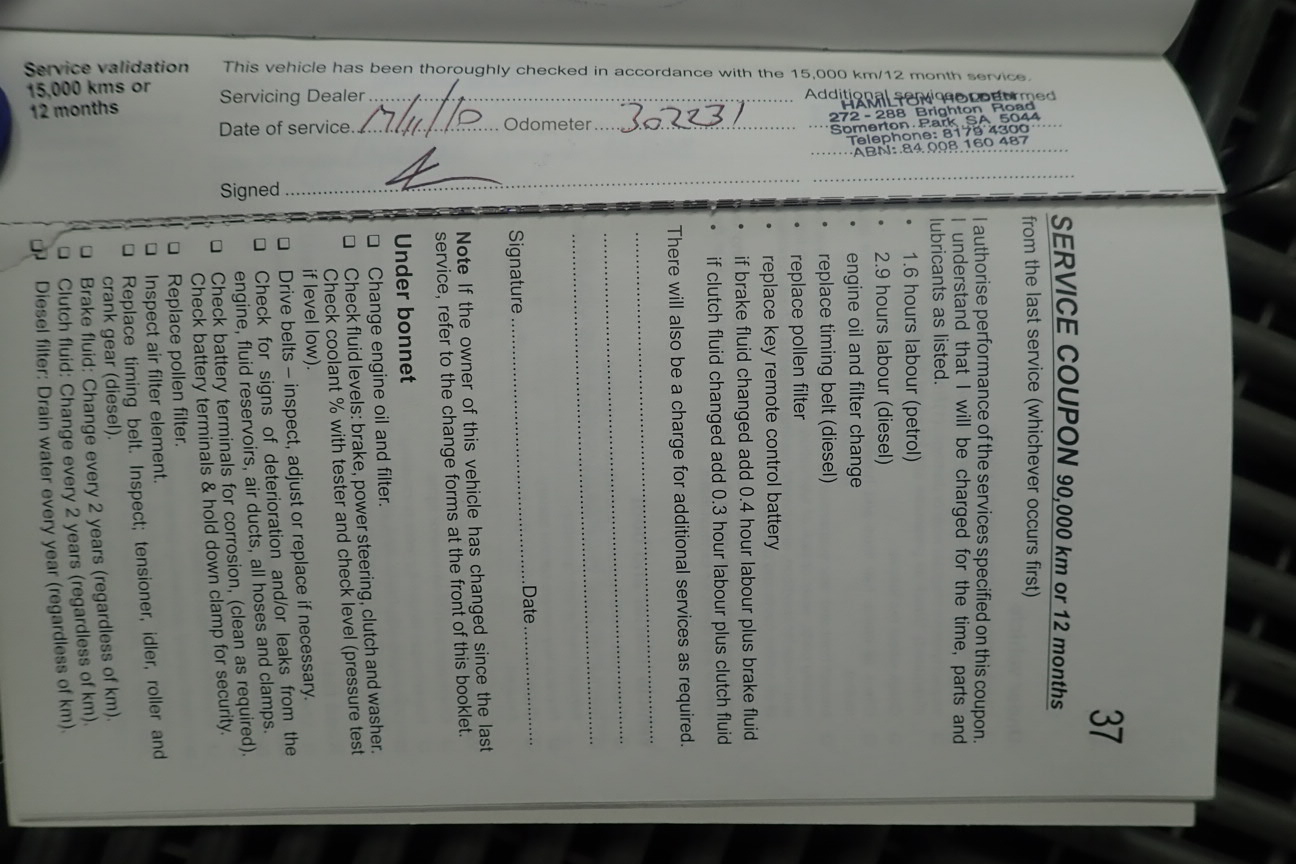 Service validation
15,000 kms or
12 months
This vehicle has been thoroughly checked in accordance with the 15,000 km/12 month service.
Servicing Dealer
Date of service 17/11/10 Odometer 302231
Signed
Additional services performed
HAMILTON HOLDEN
272 - 288 Brighton Road
Somerton Park, SA, 5044
Telephone: 8179 4300
ABN: 84 008 160 487
37
SERVICE COUPON 90,000 km or 12 months
from the last service (whichever occurs first)
I authorise performance of the services specified on this coupon.
I understand that I will be charged for the time, parts and
lubricants as listed.
• 1.6 hours labour (petrol)
• 2.9 hours labour (diesel)
• engine oil and filter change
• replace timing belt (diesel)
• replace pollen filter
• replace key remote control battery
• if brake fluid changed add 0.4 hour labour plus brake fluid
• if clutch fluid changed add 0.3 hour labour plus clutch fluid
There will also be a charge for additional services as required.
Signature Date
Note If the owner of this vehicle has changed since the last
service, refer to the change forms at the front of this booklet.
Under bonnet
❑ Change engine oil and filter.
❑ Check fluid levels: brake, power steering, clutch and washer.
Check coolant % with tester and check level (pressure test
if level low).
❑ Drive belts – inspect, adjust or replace if necessary.
❑ Check for signs of deterioration and/or leaks from the
engine, fluid reservoirs, air ducts, all hoses and clamps.
❑ Check battery terminals for corrosion, (clean as required).
Check battery terminals & hold down clamp for security.
❑ Replace pollen filter.
❑ Inspect air filter element.
❑ Replace timing belt. Inspect; tensioner, idler, roller and
crank gear (diesel).
❑ Brake fluid: Change every 2 years (regardless of km).
❑ Clutch fluid: Change every 2 years (regardless of km).
❑ Diesel filter: Drain water every year (regardless of km).